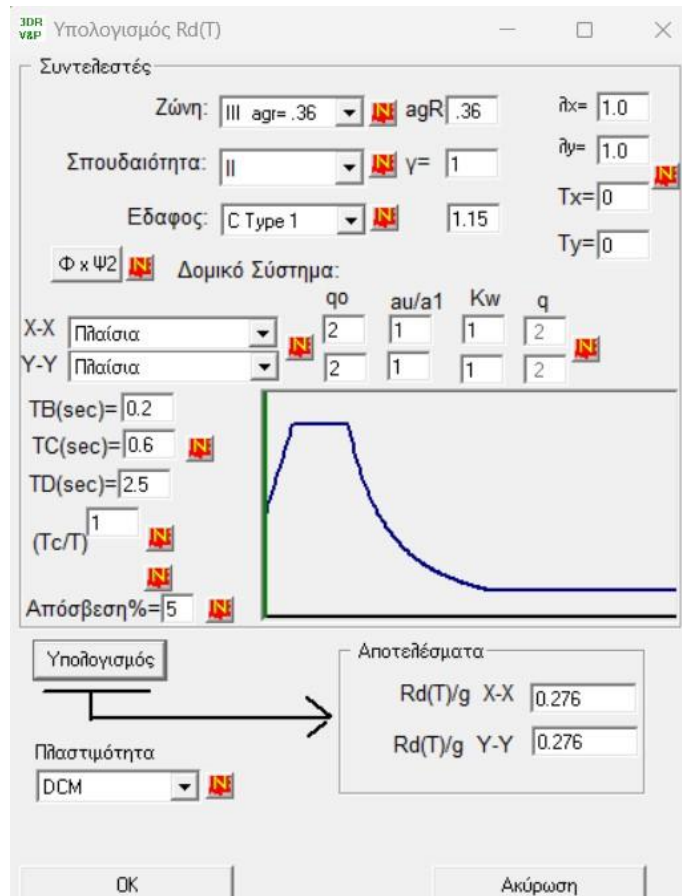 3DR
V&P Υπολογισμός Rd(T)
Συντελεστές
Ζώνη: III agr= .36 agR .36 λx= 1.0
Σπουδαιότητα: II γ= 1 λy= 1.0
Εδαφος: C Type 1 1.15 Tx= 0
Ty= 0
Φ x Ψ2 Δομικό Σύστημα:
qo au/a1 Kw q
X-X Πλαίσια 2 1 1 2
Y-Y Πλαίσια 2 1 1 2
TB(sec)= 0.2
TC(sec)= 0.6
TD(sec)= 2.5
(Tc/T) 1
Απόσβεση%= 5
Υπολογισμός
Αποτελέσματα
Rd(T)/g X-X 0.276
Rd(T)/g Y-Y 0.276
Πλαστιμότητα
DCM
OK Ακύρωση